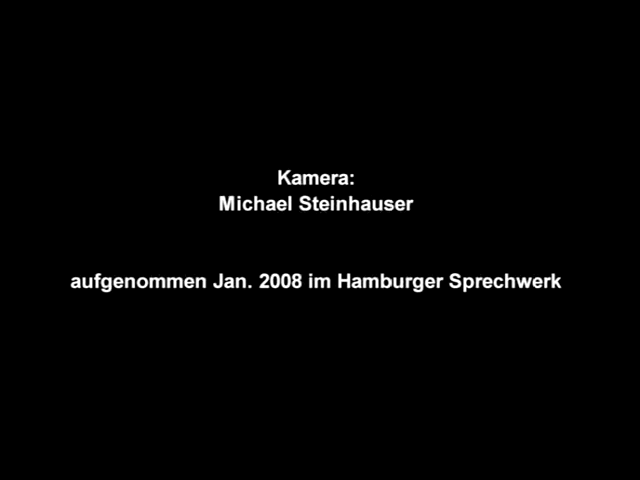 Kamera:
Michael Steinhauser
aufgenommen Jan. 2008 im Hamburger Sprechwerk